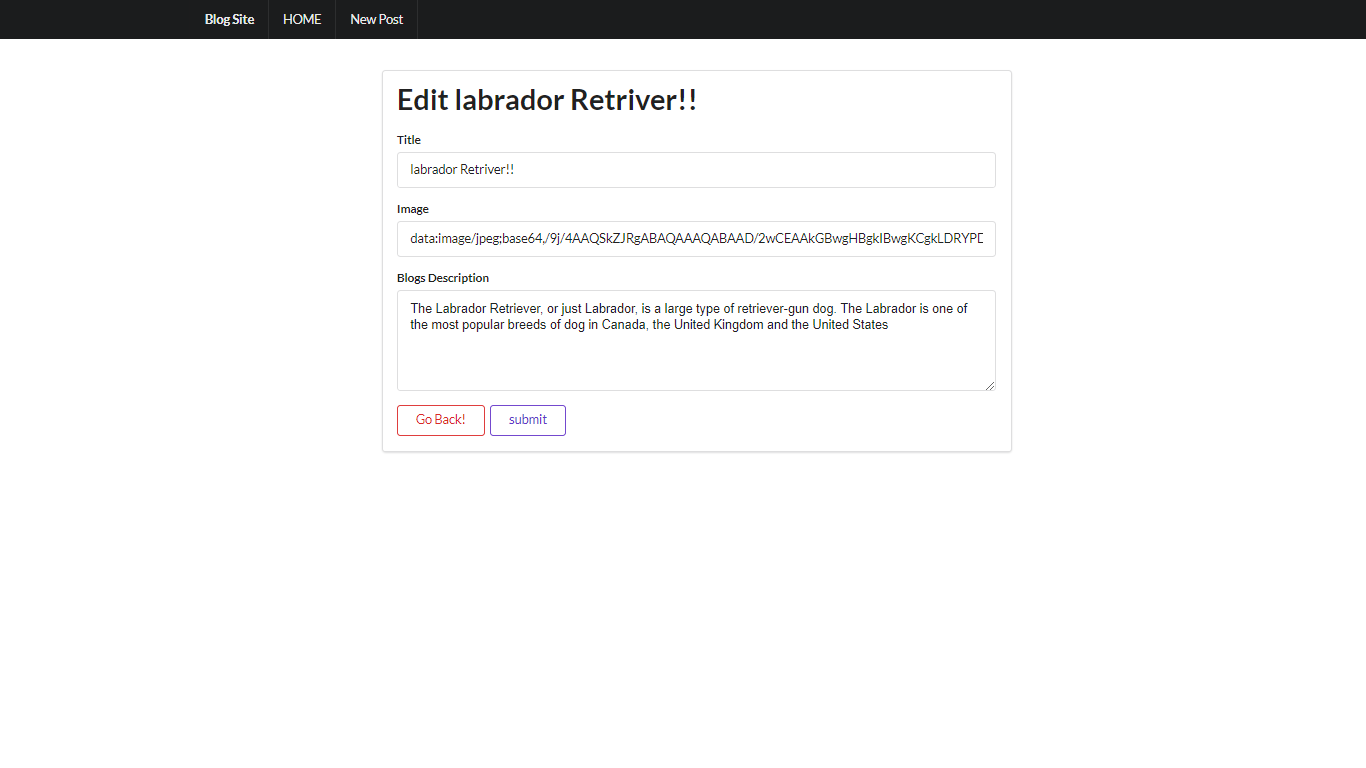 Blog Site HOME New Post
Edit labrador Retriver!!
Title
labrador Retriver!!
Image
data:image/jpeg;base64,/9j/4AAQSkZJRgABAQAAAQABAAD/2wCEAAkGBwgHBgkIBwgKCgkLDRYPD
Blogs Description
The Labrador Retriever, or just Labrador, is a large type of retriever-gun dog. The Labrador is one of
the most popular breeds of dog in Canada, the United Kingdom and the United States
Go Back! submit